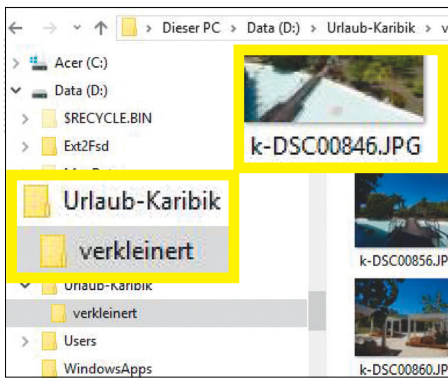 Dieser PC > Data (D:) > Urlaub-Karibik > v
Acer (C:)
Data (D:)
$RECYCLE.BIN
Ext2Fsd
k-DSC00846.JPG
Urlaub-Karibik
verkleinert
Urlaub-Karibik
verkleinert
Users
WindowsApps
k-DSC00856.JP
k-DSC00860.JP